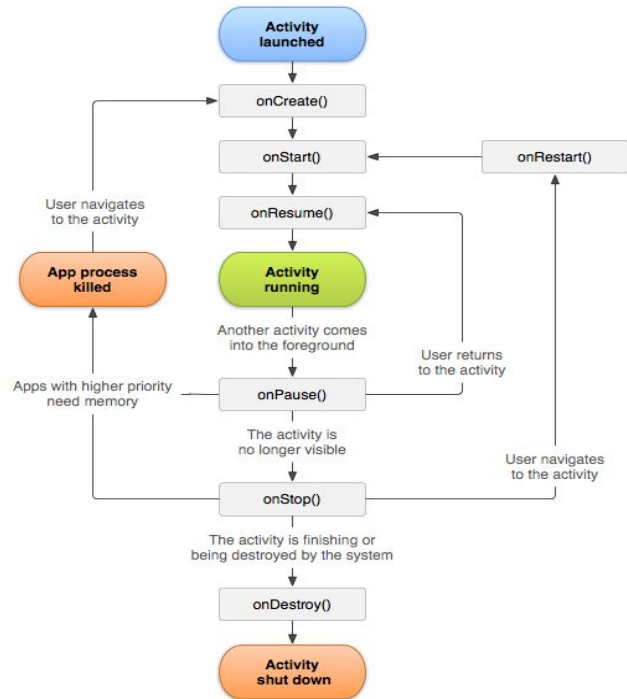 Activity
launched
onCreate()
onStart()
onRestart()
User navigates
to the activity
onResume()
App process
killed
Activity
running
Another activity comes
into the foreground
User returns
to the activity
Apps with higher priority
need memory
onPause()
The activity is
no longer visible
User navigates
to the activity
onStop()
The activity is finishing or
being destroyed by the system
onDestroy()
Activity
shut down